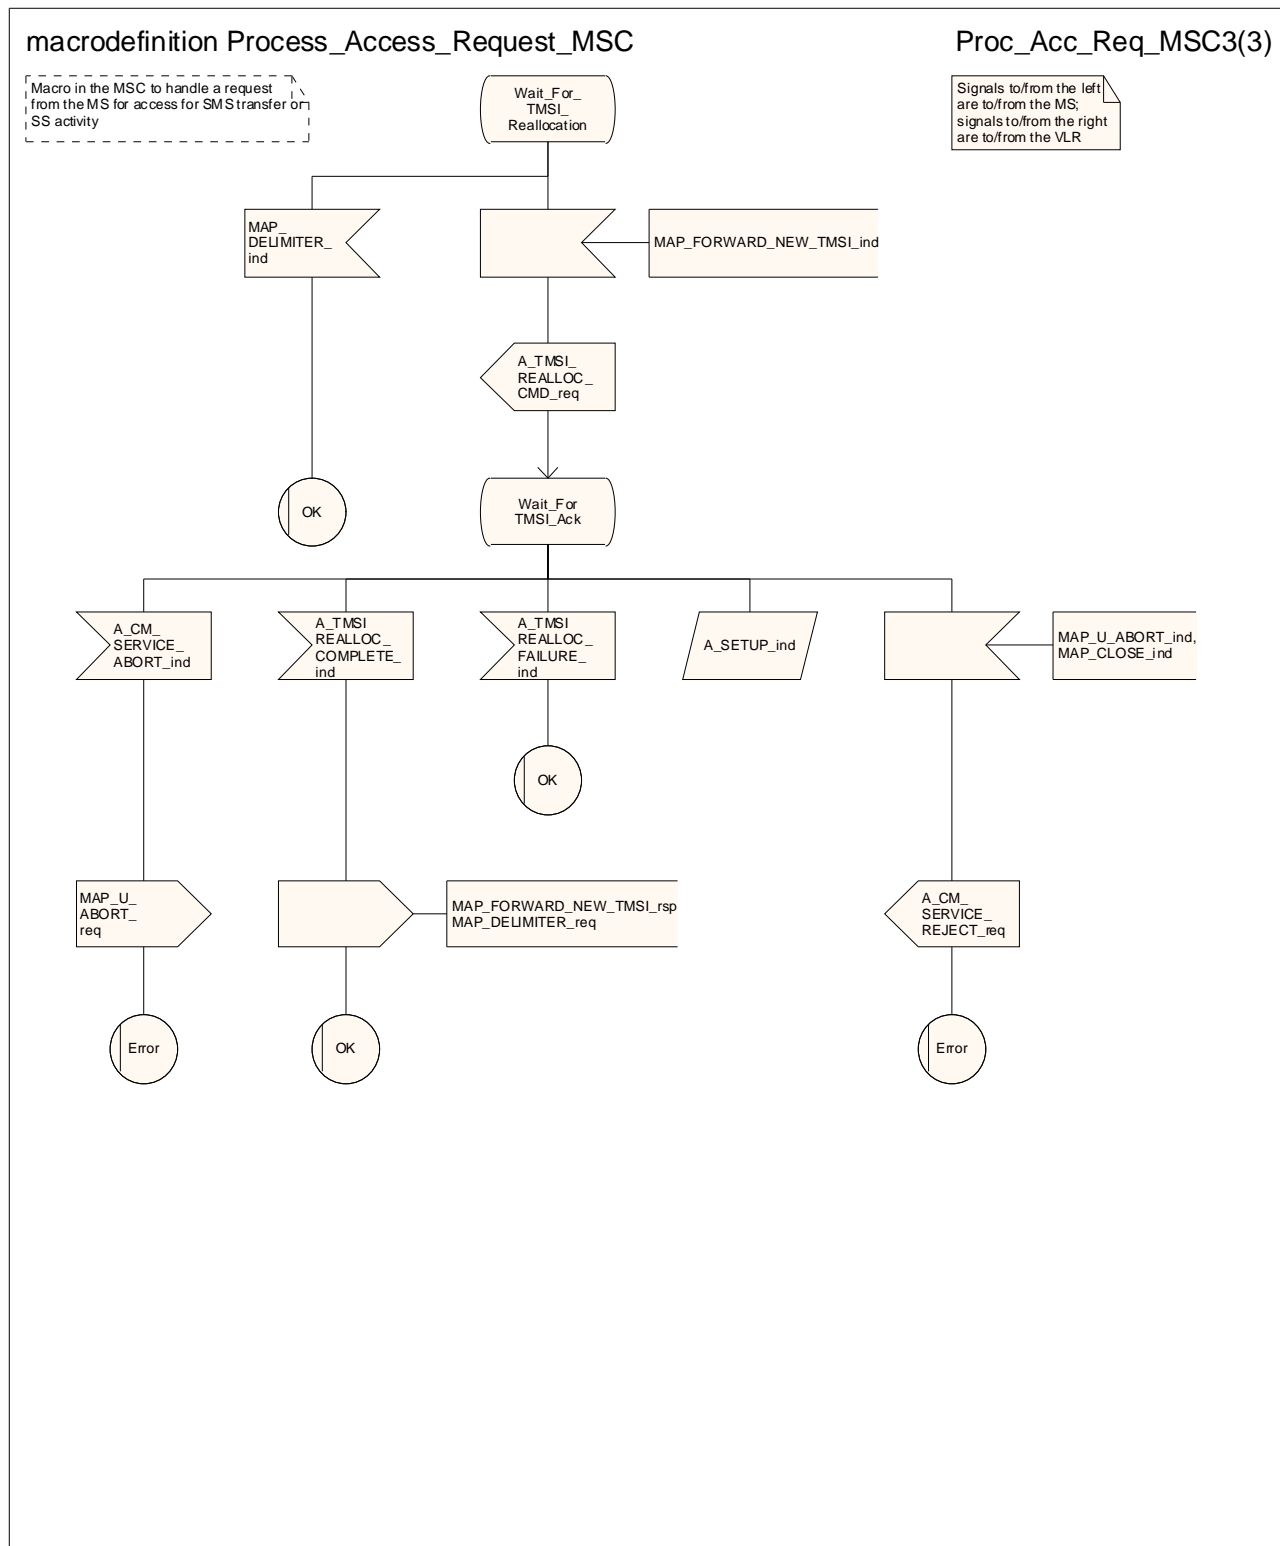 macrodefinition Process_Access_Request_MSC
Proc_Acc_Req_MSC3(3)
Macro in the MSC to handle a request
from the MS for access for SMS transfer or
SS activity
Wait_For_
TMSI_
Reallocation
Signals to/from the left
are to/from the MS;
signals to/from the right
are to/from the VLR
MAP_
DELIMITER_
ind
MAP_FORWARD_NEW_TMSI_ind
A_TMSI_
REALLOC_
CMD_req
OK
Wait_For
TMSI_Ack
A_CM_
SERVICE_
ABORT_ind
A_TMSI
REALLOC_
COMPLETE_
ind
A_TMSI
REALLOC_
FAILURE_
ind
A_SETUP_ind
MAP_U_ABORT_ind,
MAP_CLOSE_ind
OK
MAP_U_
ABORT_
req
MAP_FORWARD_NEW_TMSI_rsp
MAP_DELIMITER_req
A_CM_
SERVICE_
REJECT_req
Error
OK
Error